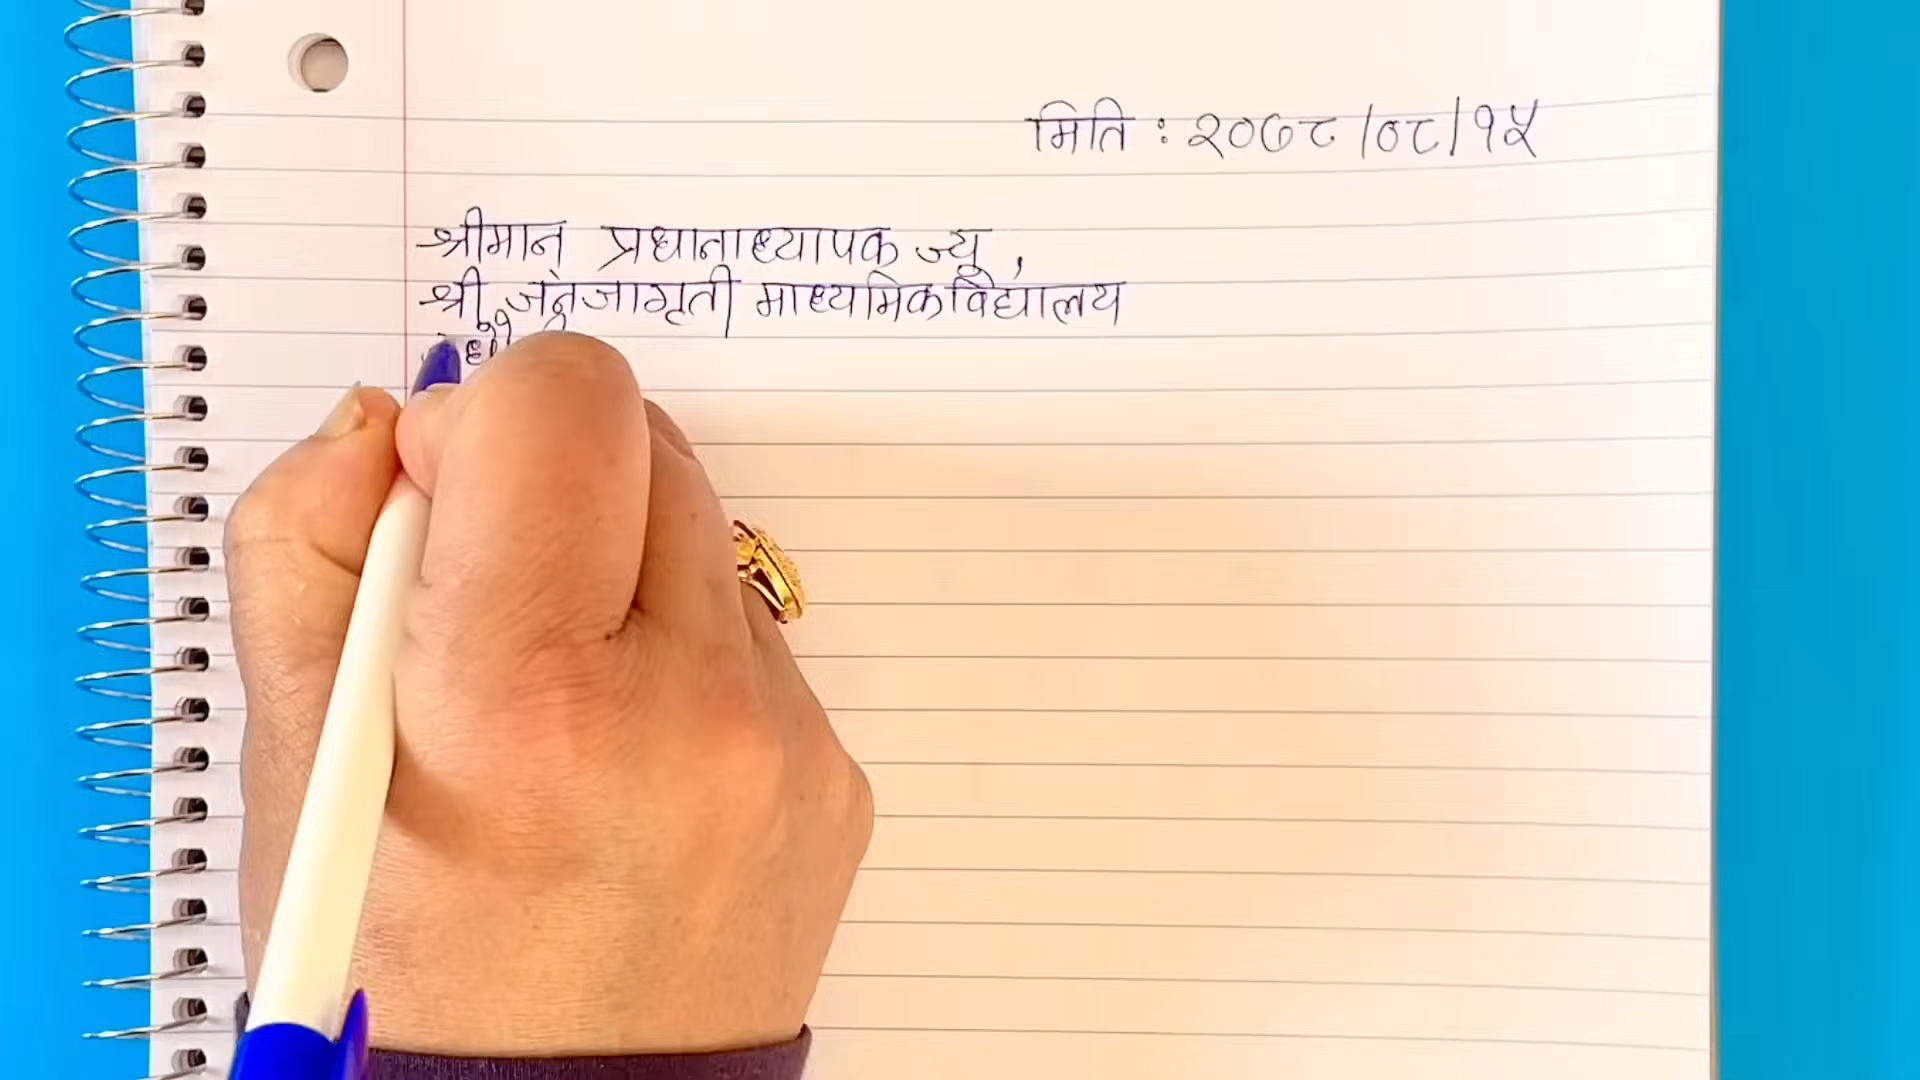 मिति : २०७८/०८/१५
श्रीमान् प्रधानाध्यापक ज्यू,
श्री जनजागृती माध्यमिक विद्यालय